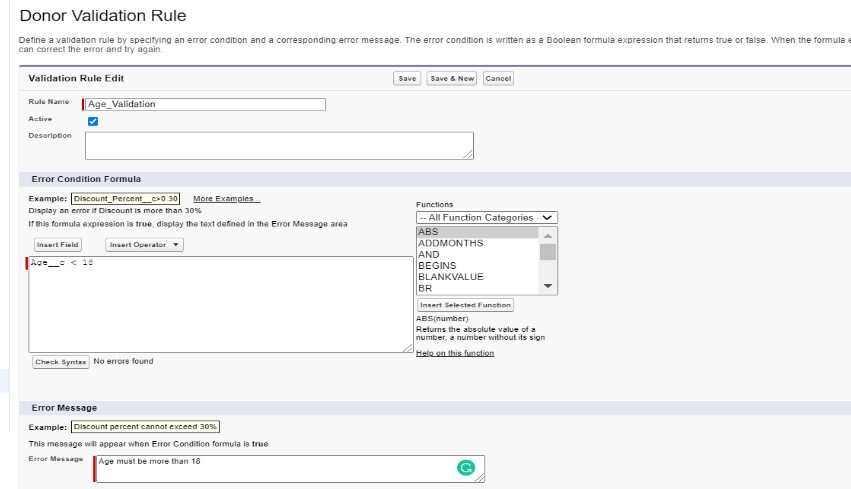 Donor Validation Rule
Define a validation rule by specifying an error condition and a corresponding error message. The error condition is written as a Boolean formula expression that returns true or false. When the formula e
can correct the error and try again.
Validation Rule Edit
Save
Save & New
Cancel
Rule Name
Age_Validation
Active
Description
Error Condition Formula
Example: Discount_Percent__c>0.30 More Examples...
Display an error if Discount is more than 30%
If this formula expression is true, display the text defined in the Error Message area
Insert Field
Insert Operator
Age__c < 18
Check Syntax No errors found
Functions
-- All Function Categories -
ABS
ADDMONTHS
AND
BEGINS
BLANKVALUE
BR
Insert Selected Function
ABS(number)
Returns the absolute value of a
number, a number without its sign
Help on this function
Error Message
Example: Discount percent cannot exceed 30%
This message will appear when Error Condition formula is true
Error Message
Age must be more than 18